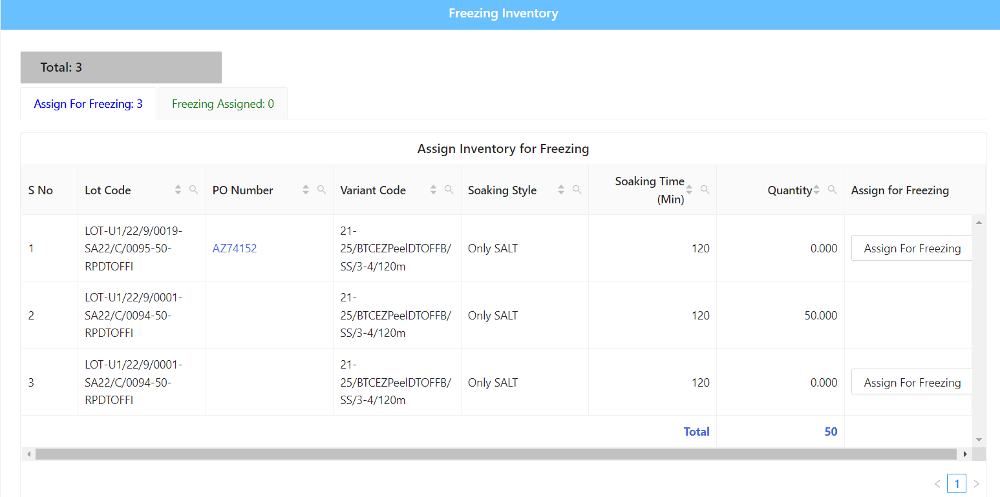 Freezing Inventory
Total: 3
Assign For Freezing: 3
Freezing Assigned: 0
Assign Inventory for Freezing
S No
Lot Code
PO Number
Variant Code
Soaking Style
Soaking Time
(Min)
Quantity
Assign for Freezing
1
LOT-U1/22/9/0019-
SA22/C/0095-50-
RPDTOFFI
AZ74152
21-
25/BTCEZPeelDTOFFB/
SS/3-4/120m
Only SALT
120
0.000
Assign For Freezing
2
LOT-U1/22/9/0001-
SA22/C/0094-50-
RPDTOFFI
21-
25/BTCEZPeelDTOFFB/
SS/3-4/120m
Only SALT
120
50.000
3
LOT-U1/22/9/0001-
SA22/C/0094-50-
RPDTOFFI
21-
25/BTCEZPeelDTOFFB/
SS/3-4/120m
Only SALT
120
0.000
Assign For Freezing
Total
50
1